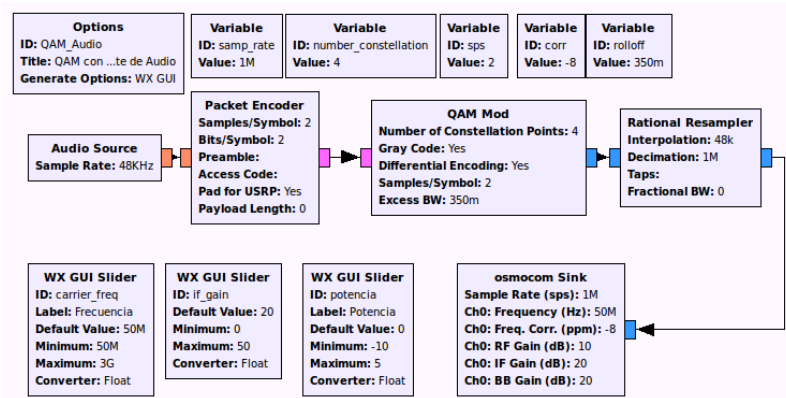 Options
ID: QAM_Audio
Title: QAM con ...te de Audio
Generate Options: WX GUI
Variable
ID: samp_rate
Value: 1M
Variable
ID: number_constellation
Value: 4
Variable
ID: sps
Value: 2
Variable
ID: corr
Value: -8
Variable
ID: rolloff
Value: 350m
Audio Source
Sample Rate: 48KHz
Packet Encoder
Samples/Symbol: 2
Bits/Symbol: 2
Preamble:
Access Code:
Pad for USRP: Yes
Payload Length: 0
QAM Mod
Number of Constellation Points: 4
Gray Code: Yes
Differential Encoding: Yes
Samples/Symbol: 2
Excess BW: 350m
Rational Resampler
Interpolation: 48k
Decimation: 1M
Taps:
Fractional BW: 0
WX GUI Slider
ID: carrier_freq
Label: Frecuencia
Default Value: 50M
Minimum: 50M
Maximum: 3G
Converter: Float
WX GUI Slider
ID: if_gain
Default Value: 20
Minimum: 0
Maximum: 50
Converter: Float
WX GUI Slider
ID: potencia
Label: Potencia
Default Value: 0
Minimum: -10
Maximum: 5
Converter: Float
osmocom Sink
Sample Rate (sps): 1M
Ch0: Frequency (Hz): 50M
Ch0: Freq. Corr. (ppm): -8
Ch0: RF Gain (dB): 10
Ch0: IF Gain (dB): 20
Ch0: BB Gain (dB): 20